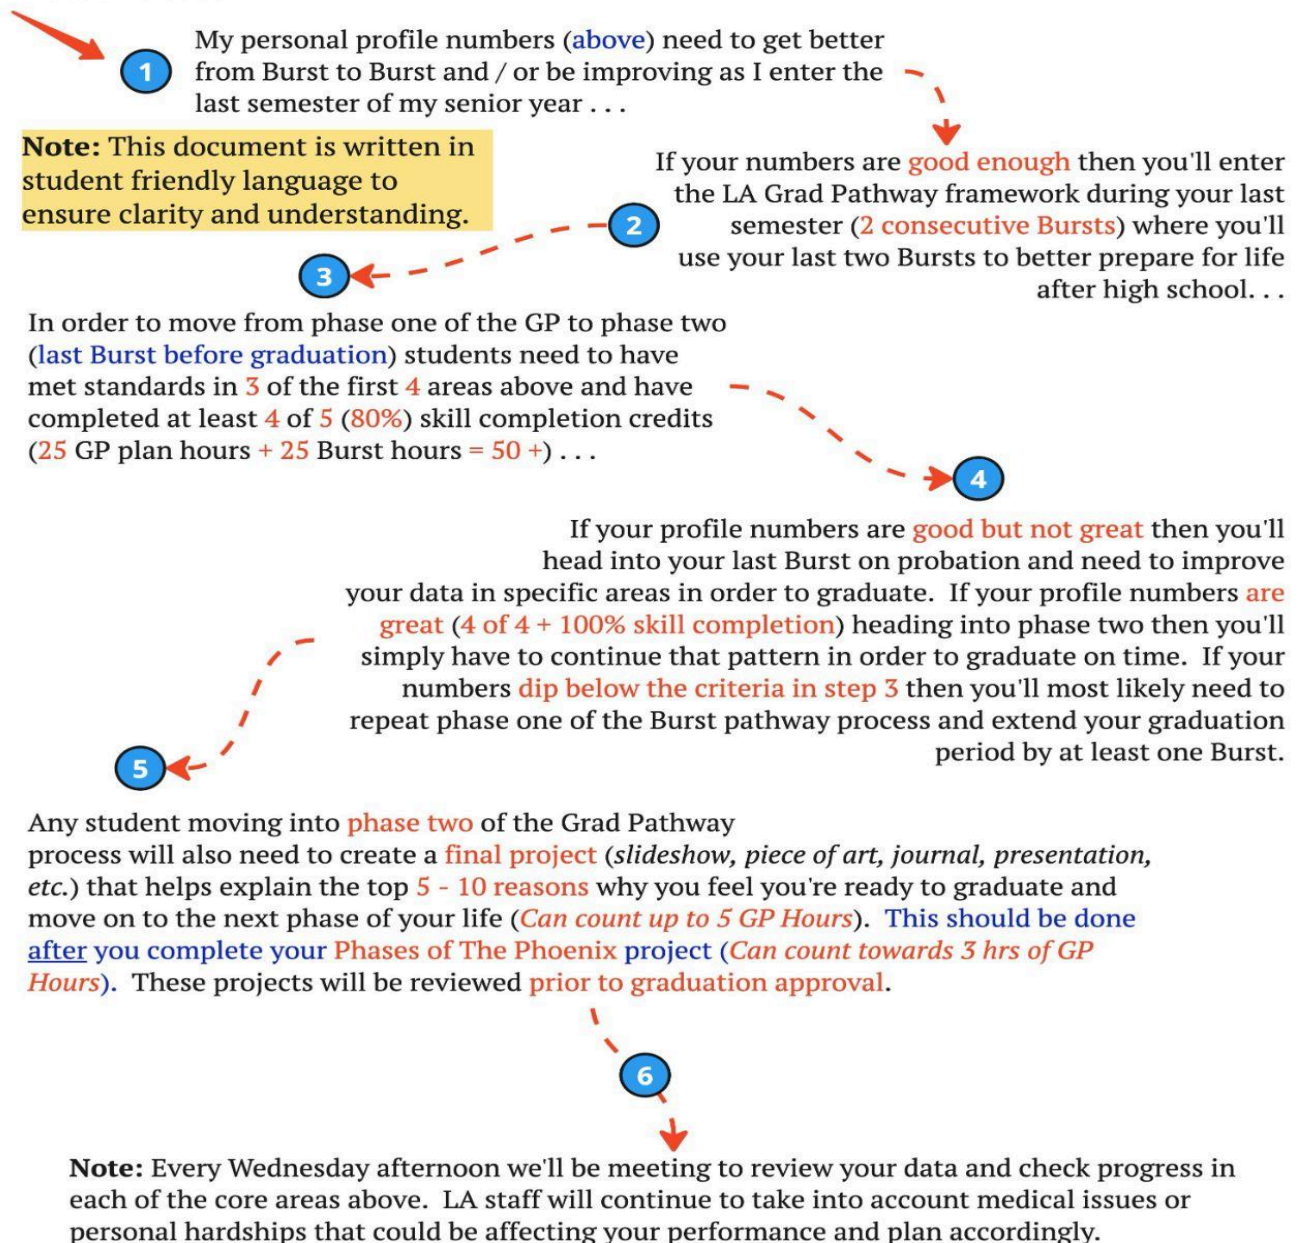 1
My personal profile numbers (above) need to get better
from Burst to Burst and / or be improving as I enter the
last semester of my senior year . . .
Note: This document is written in
student friendly language to
ensure clarity and understanding.
2
If your numbers are good enough then you'll enter
the LA Grad Pathway framework during your last
semester (2 consecutive Bursts) where you'll
use your last two Bursts to better prepare for life
after high school. . .
3
In order to move from phase one of the GP to phase two
(last Burst before graduation) students need to have
met standards in 3 of the first 4 areas above and have
completed at least 4 of 5 (80%) skill completion credits
(25 GP plan hours + 25 Burst hours = 50 +) . . .
4
If your profile numbers are good but not great then you'll
head into your last Burst on probation and need to improve
your data in specific areas in order to graduate.  If your profile numbers are
great (4 of 4 + 100% skill completion) heading into phase two then you'll
simply have to continue that pattern in order to graduate on time.  If your
numbers dip below the criteria in step 3 then you'll most likely need to
repeat phase one of the Burst pathway process and extend your graduation
period by at least one Burst.
5
Any student moving into phase two of the Grad Pathway
process will also need to create a final project (slideshow, piece of art, journal, presentation,
etc.) that helps explain the top 5 - 10 reasons why you feel you're ready to graduate and
move on to the next phase of your life (Can count up to 5 GP Hours).  This should be done
after you complete your Phases of The Phoenix project (Can count towards 3 hrs of GP
Hours).  These projects will be reviewed prior to graduation approval.
6
Note: Every Wednesday afternoon we'll be meeting to review your data and check progress in
each of the core areas above.  LA staff will continue to take into account medical issues or
personal hardships that could be affecting your performance and plan accordingly.